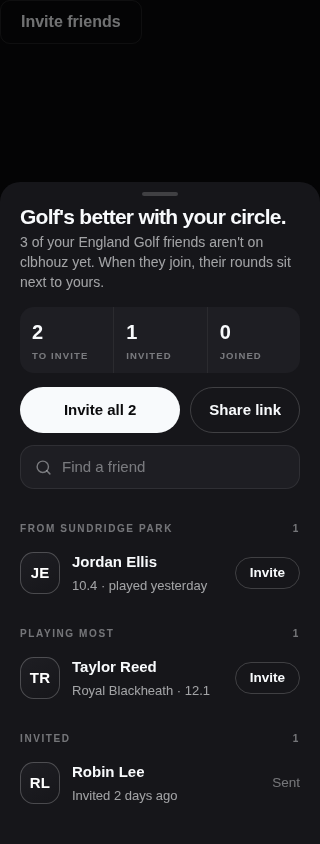 Invite friends
Golf's better with your circle.
3 of your England Golf friends aren't on
clbhouz yet. When they join, their rounds sit
next to yours.
2
TO INVITE
1
INVITED
0
JOINED
Invite all 2
Share link
Find a friend
FROM SUNDRIDGE PARK
1
JE
Jordan Ellis
10.4 · played yesterday
Invite
PLAYING MOST
1
TR
Taylor Reed
Royal Blackheath · 12.1
Invite
INVITED
1
RL
Robin Lee
Invited 2 days ago
Sent